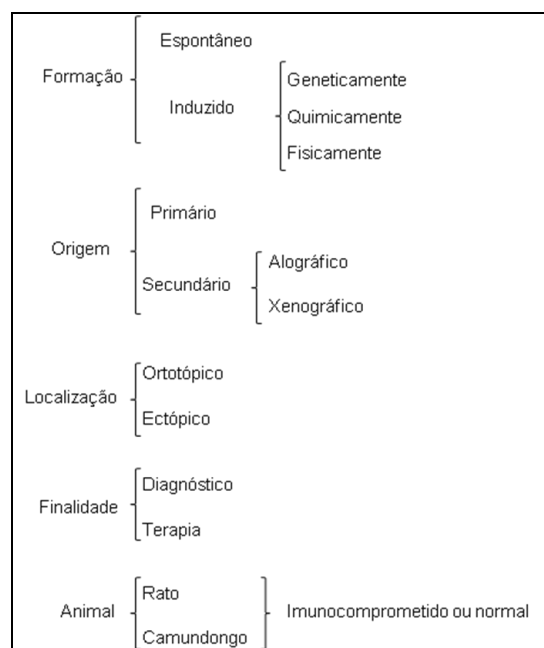 Formação
Espontâneo
Induzido
Geneticamente
Quimicamente
Fisicamente
Origem
Primário
Secundário
Alográfico
Xenográfico
Localização
Ortotópico
Ectópico
Finalidade
Diagnóstico
Terapia
Animal
Rato
Camundongo
Imunocomprometido ou normal